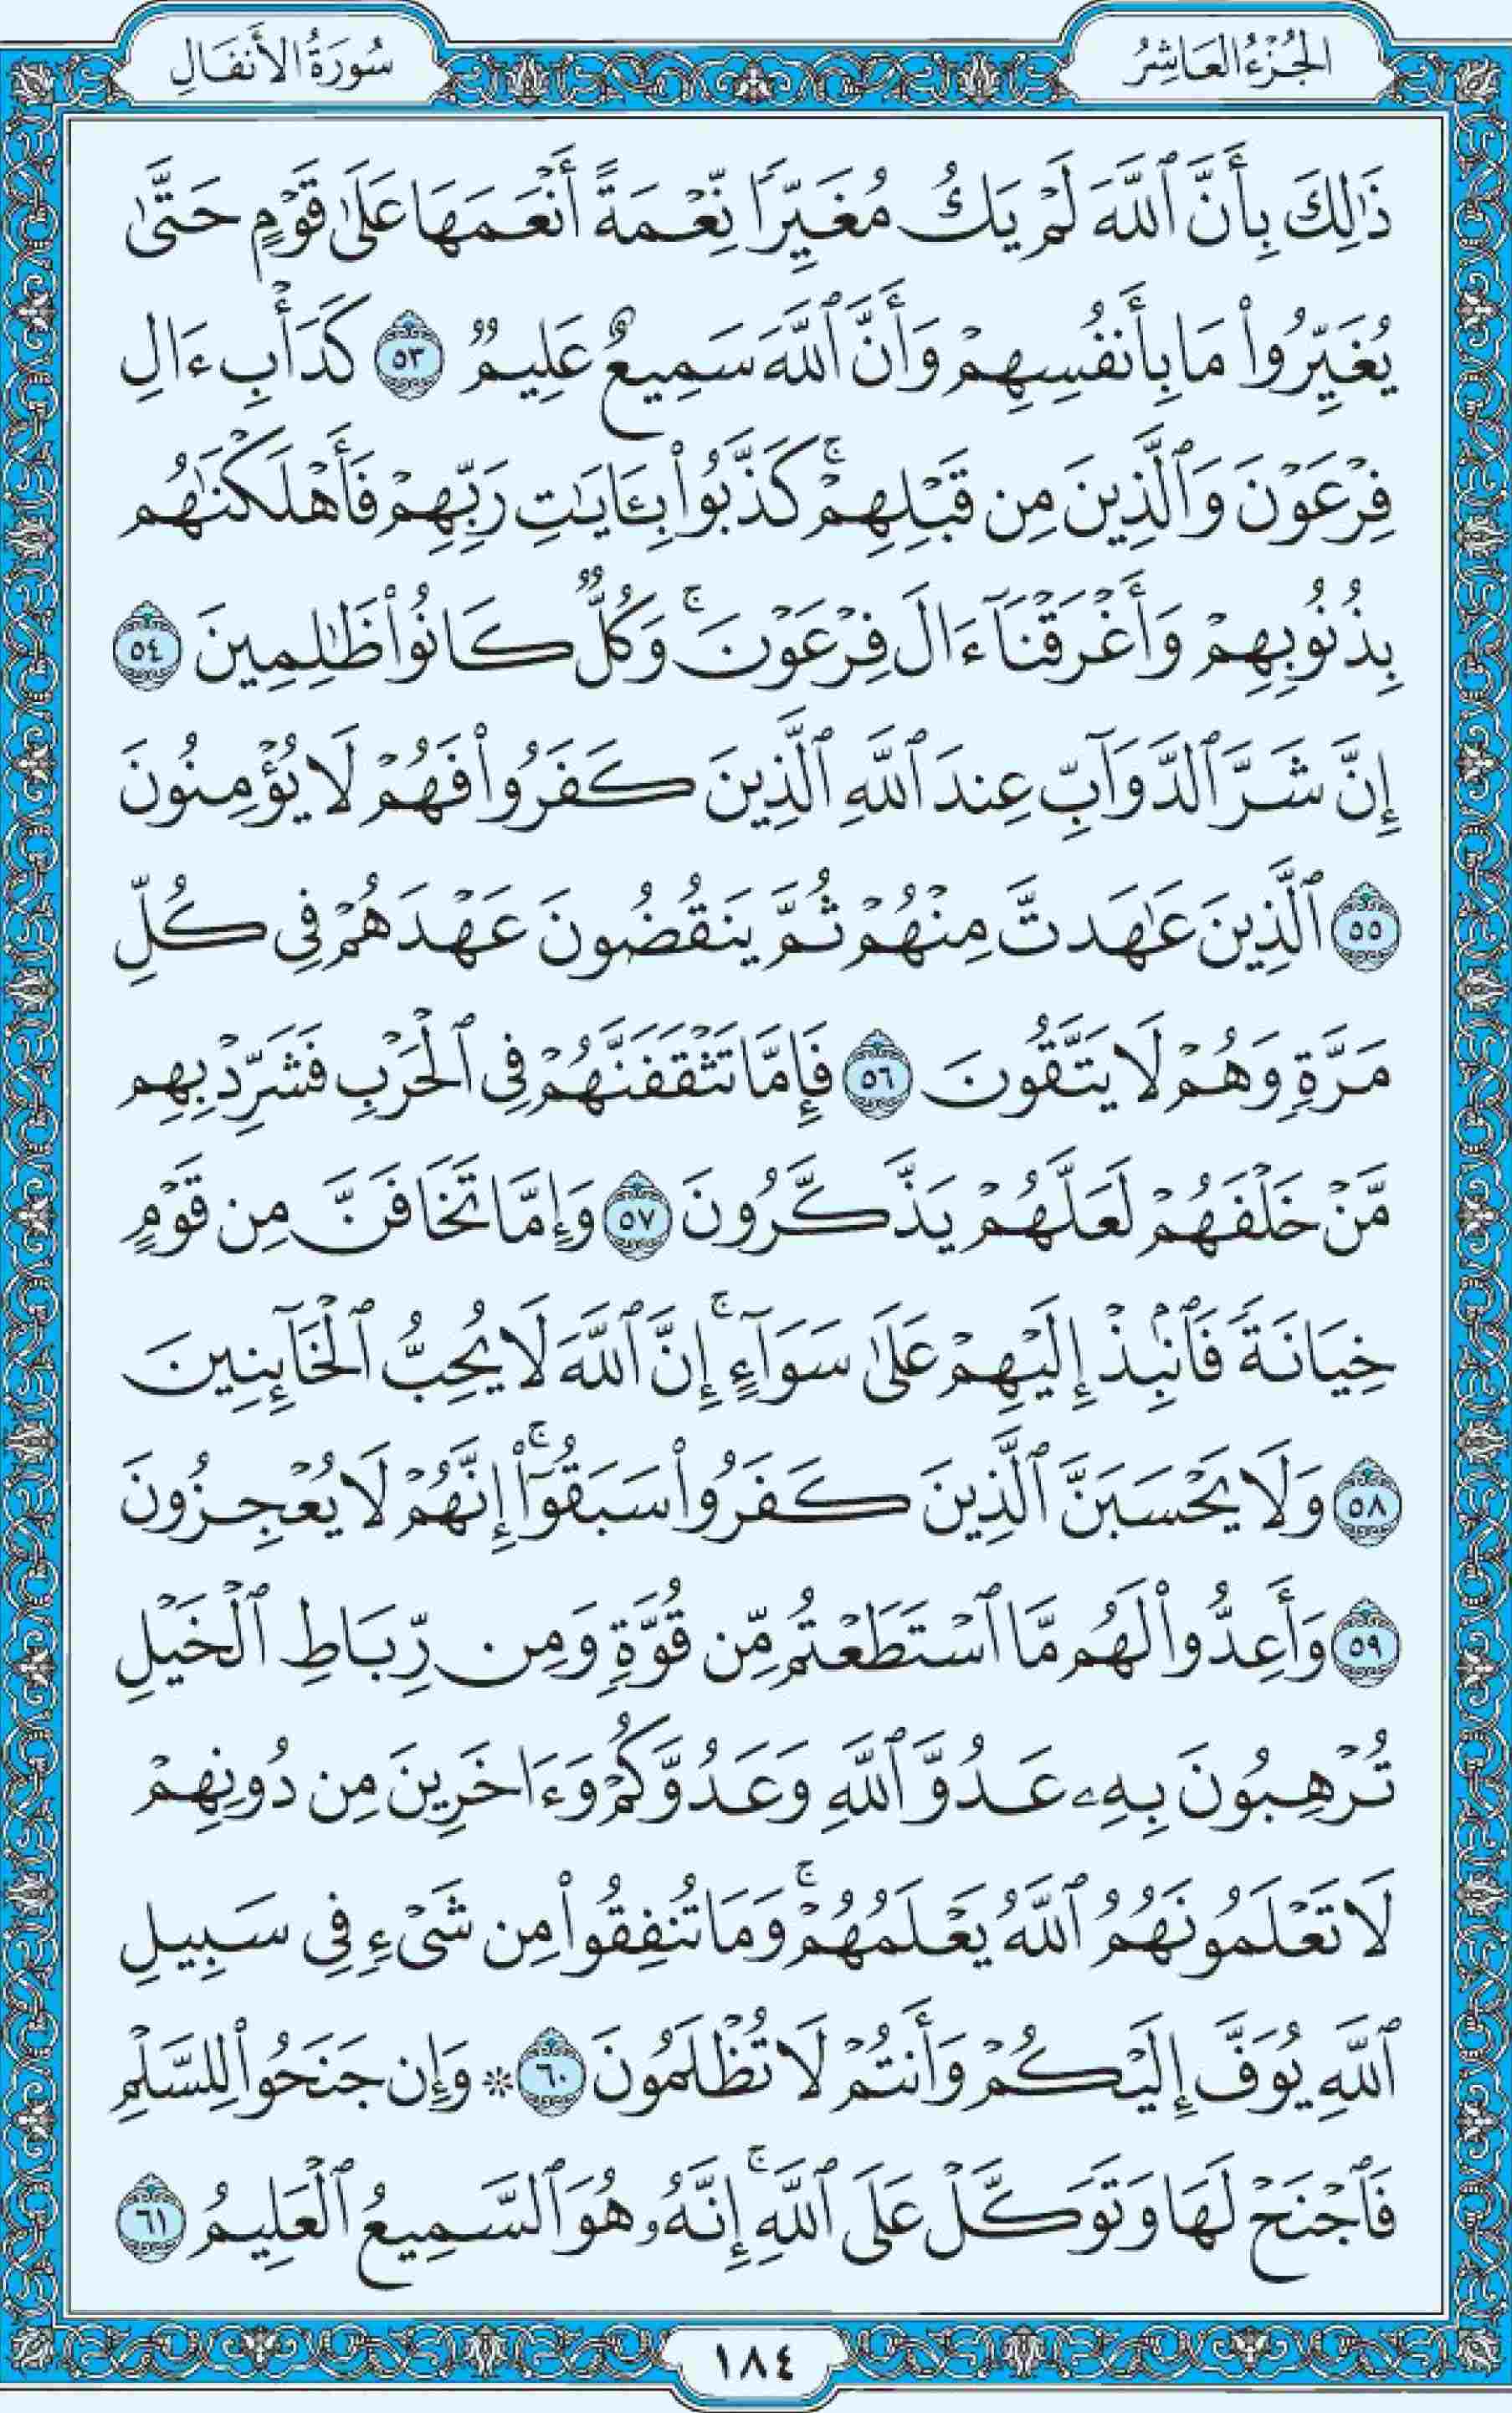 الجُزْءُ العَاشِرُ
سُورَةُ الأَنفَالِ
ذَٰلِكَ بِأَنَّ ٱللَّهَ لَمْ يَكُ مُغَيِّرًا نِّعْمَةً أَنْعَمَهَا عَلَىٰ قَوْمٍ حَتَّىٰ
يُغَيِّرُوا۟ مَا بِأَنفُسِهِمْ وَأَنَّ ٱللَّهَ سَمِيعٌ عَلِيمٌ ٥٣ كَدَأْبِ ءَالِ
فِرْعَوْنَ وَٱلَّذِينَ مِن قَبْلِهِمْ ۚ كَذَّبُوا۟ بِـَٔايَـٰتِ رَبِّهِمْ فَأَهْلَكْنَـٰهُم
بِذُنُوبِهِمْ وَأَغْرَقْنَآ ءَالَ فِرْعَوْنَ ۚ وَكُلٌّ كَانُوا۟ ظَـٰلِمِينَ ٥٤
إِنَّ شَرَّ ٱلدَّوَآبِّ عِندَ ٱللَّهِ ٱلَّذِينَ كَفَرُوا۟ فَهُمْ لَا يُؤْمِنُونَ
٥٥ ٱلَّذِينَ عَـٰهَدتَّ مِنْهُمْ ثُمَّ يَنقُضُونَ عَهْدَهُمْ فِى كُلِّ
مَرَّةٍ وَهُمْ لَا يَتَّقُونَ ٥٦ فَإِمَّا تَثْقَفَنَّهُمْ فِى ٱلْحَرْبِ فَشَرِّدْ بِهِم
مَّنْ خَلْفَهُمْ لَعَلَّهُمْ يَذَّكَّرُونَ ٥٧ وَإِمَّا تَخَافَنَّ مِن قَوْمٍ
خِيَانَةً فَٱنۢبِذْ إِلَيْهِمْ عَلَىٰ سَوَآءٍ ۚ إِنَّ ٱللَّهَ لَا يُحِبُّ ٱلْخَآئِنِينَ
٥٨ وَلَا يَحْسَبَنَّ ٱلَّذِينَ كَفَرُوا۟ سَبَقُوٓا۟ ۚ إِنَّهُمْ لَا يُعْجِزُونَ
٥٩ وَأَعِدُّوا۟ لَهُم مَّا ٱسْتَطَعْتُم مِّن قُوَّةٍ وَمِن رِّبَاطِ ٱلْخَيْلِ
تُرْهِبُونَ بِهِۦ عَدُوَّ ٱللَّهِ وَعَدُوَّكُمْ وَءَاخَرِينَ مِن دُونِهِمْ
لَا تَعْلَمُونَهُمُ ٱللَّهُ يَعْلَمُهُمْ ۚ وَمَا تُنفِقُوا۟ مِن شَىْءٍ فِى سَبِيلِ
ٱللَّهِ يُوَفَّ إِلَيْكُمْ وَأَنتُمْ لَا تُظْلَمُونَ ٦٠ * وَإِن جَنَحُوا۟ لِلسَّلْمِ
فَٱجْنَحْ لَهَا وَتَوَكَّلْ عَلَى ٱللَّهِ ۚ إِنَّهُۥ هُوَ ٱلسَّمِيعُ ٱلْعَلِيمُ ٦١
١٨٤